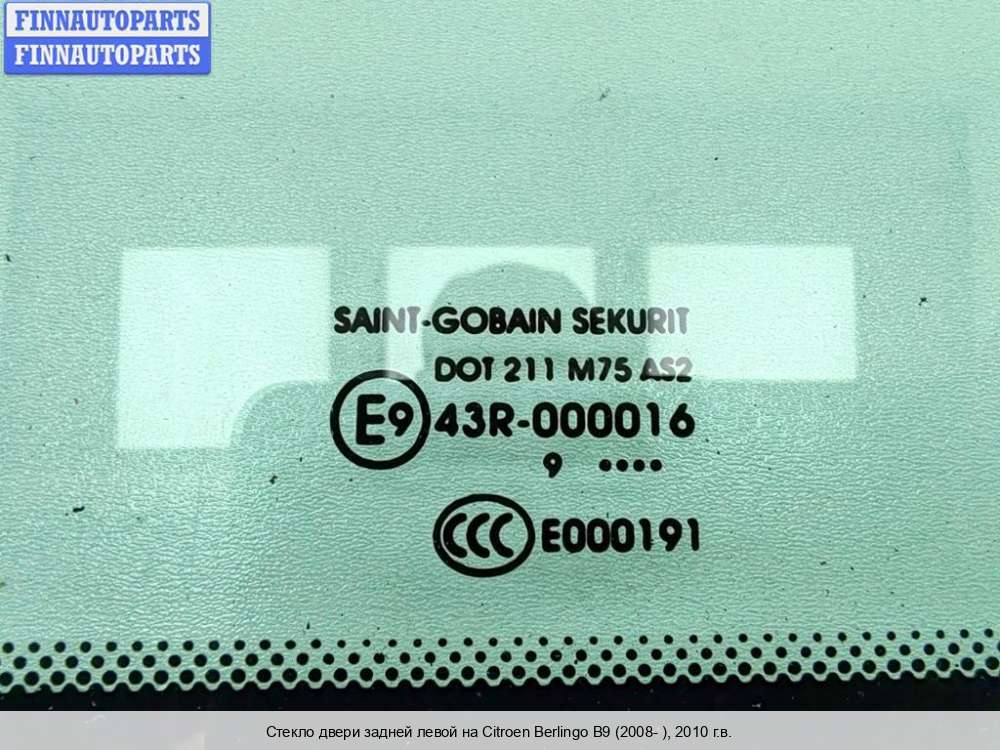 FINNAUTOPARTS
FINNAUTOPARTS
SAINT-GOBAIN SEKURIT
DOT 211 M75 AS2
E9 43R-000016
9 ••••
CCC E000191
Стекло двери задней левой на Citroen Berlingo B9 (2008- ), 2010 г.в.